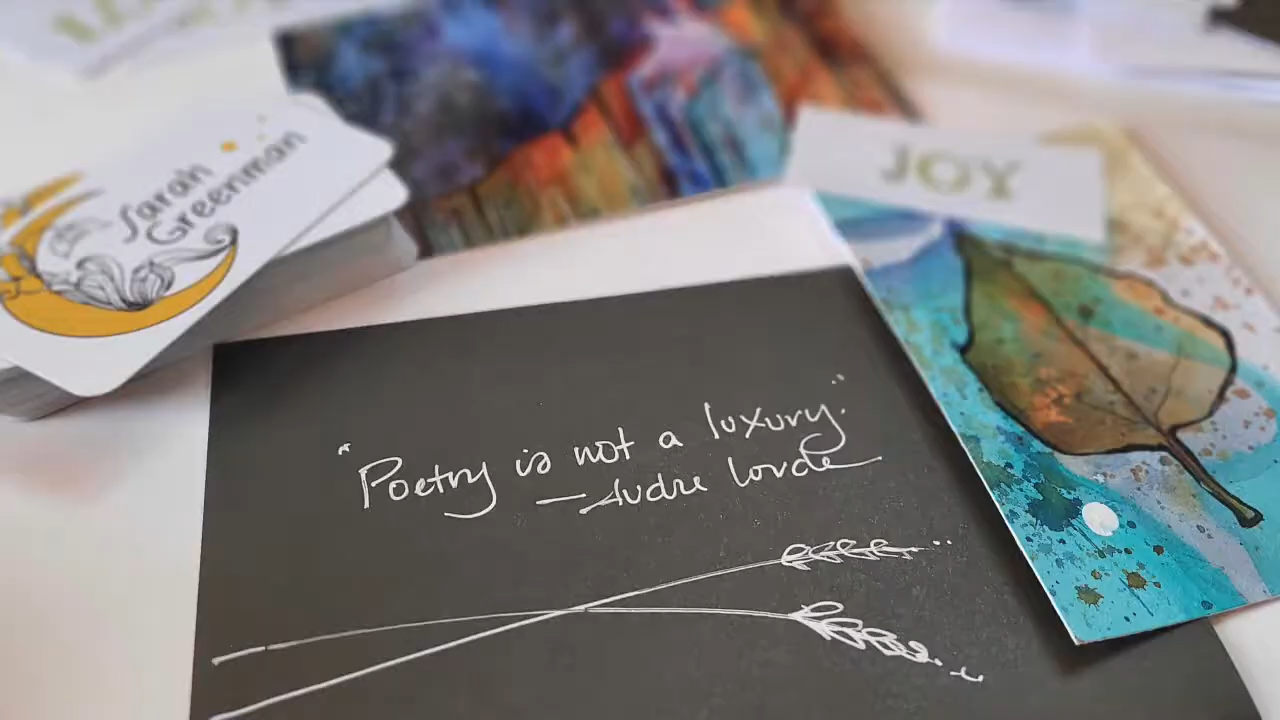 Sarah
Greenman
JOY
"Poetry is not a luxury."
—Audre Lorde